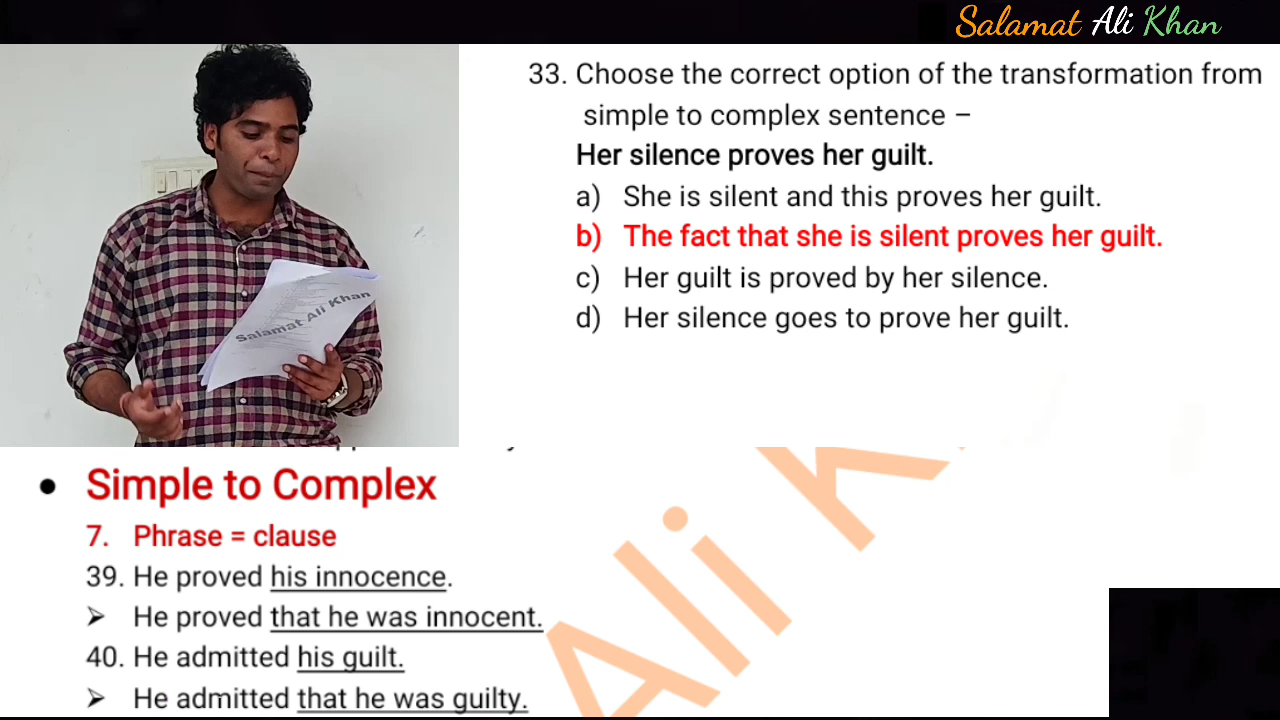 Salamat Ali Khan
33. Choose the correct option of the transformation from
simple to complex sentence –
Her silence proves her guilt.
a) She is silent and this proves her guilt.
b) The fact that she is silent proves her guilt.
c) Her guilt is proved by her silence.
d) Her silence goes to prove her guilt.
Salamat Ali Khan
• Simple to Complex
7. Phrase = clause
39. He proved his innocence.
➢ He proved that he was innocent.
40. He admitted his guilt.
➢ He admitted that he was guilty.
Ali K